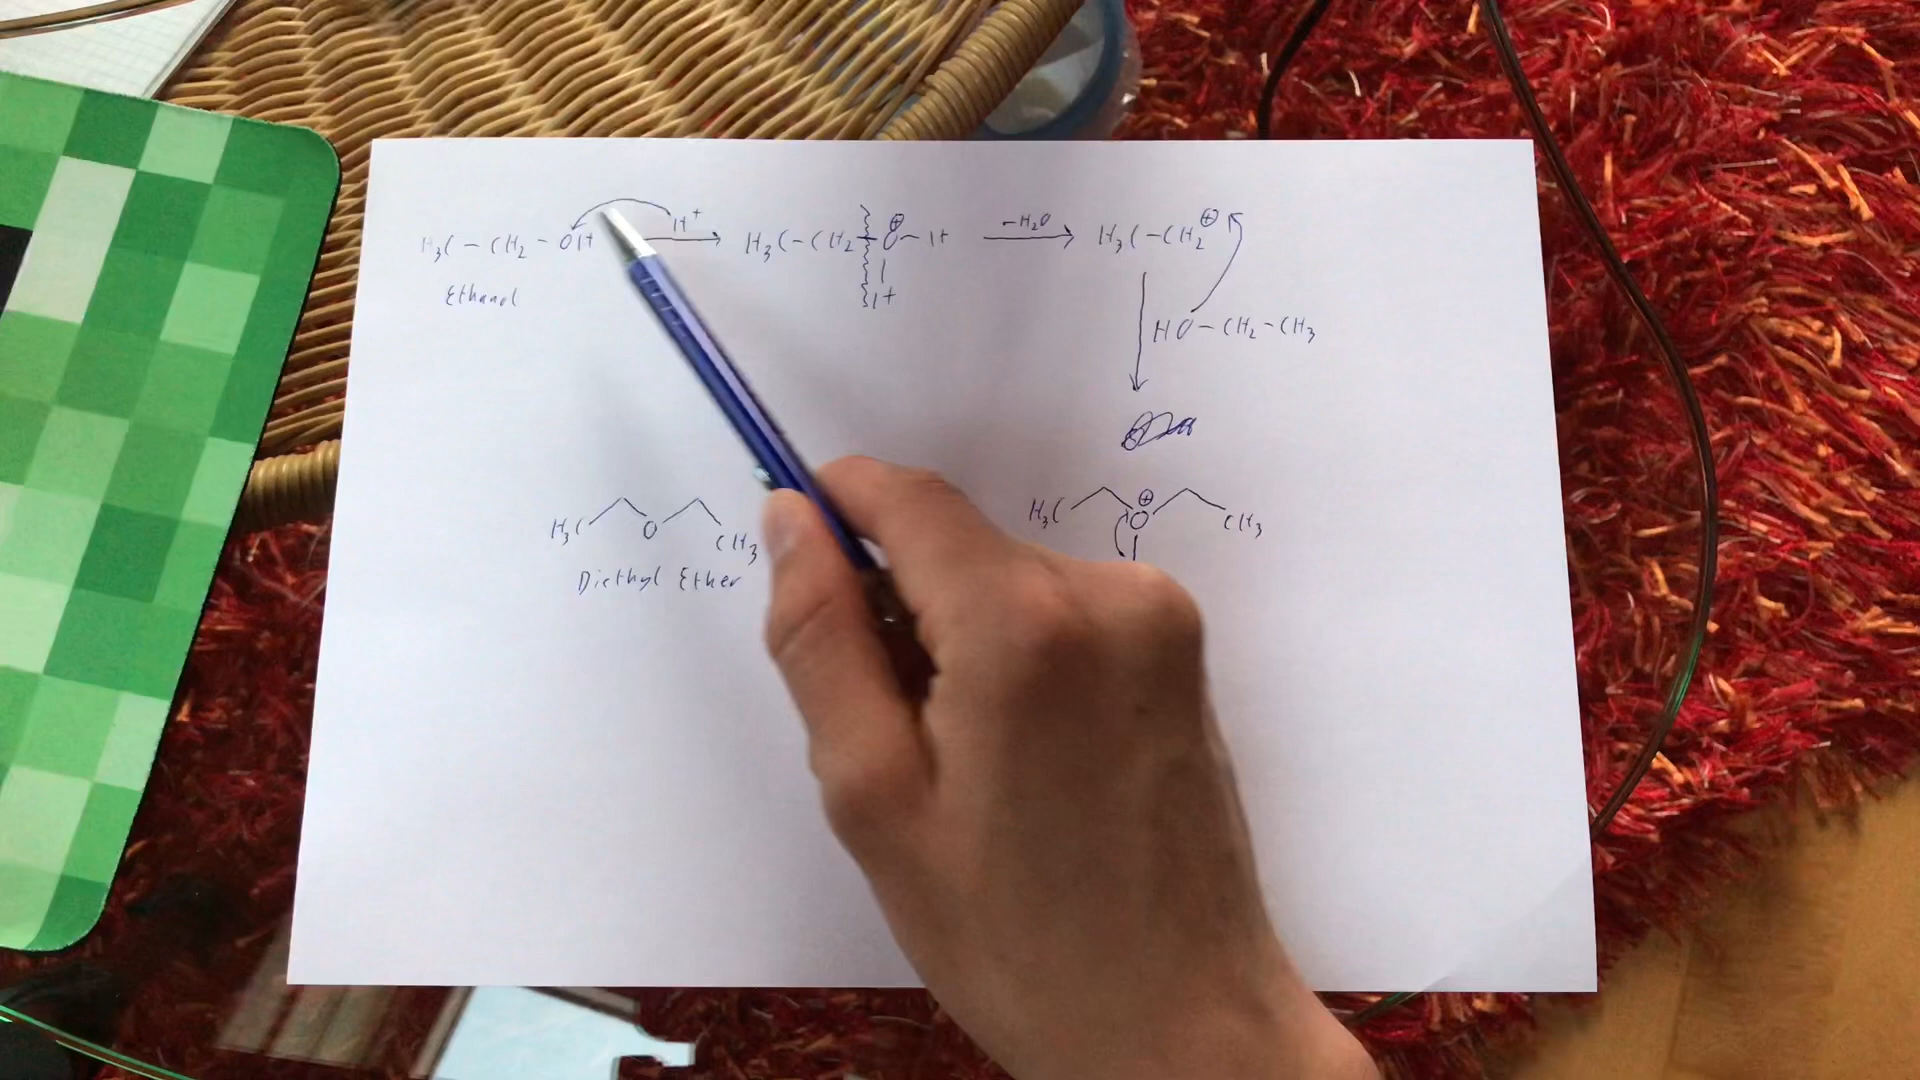 H₃C – CH₂ – OH H⁺ H₃C – CH₂ – O⊕ – H – H₂O H₃C – CH₂⊕
H
Ethanol
HO – CH₂ – CH₃
H₃C O⊕ CH₃
H₃C O CH₃
Diethyl Ether